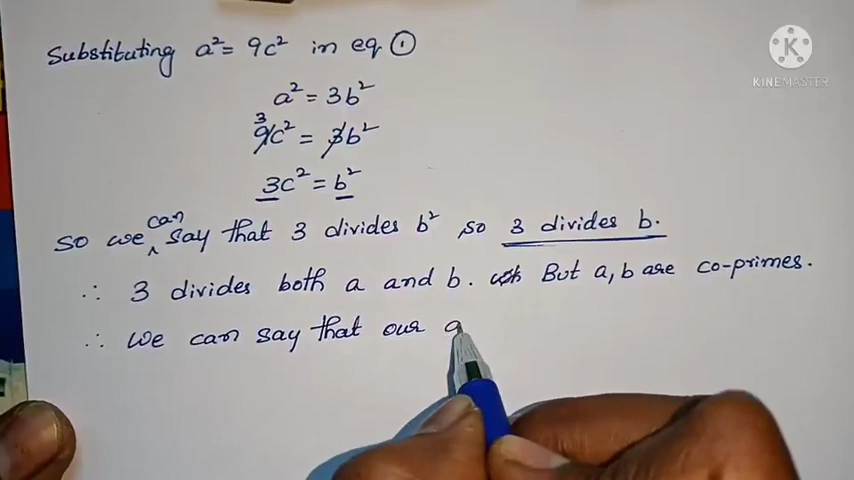 Substituting a² = 9c² in eq ①
K
KINEMASTER
a² = 3b²
3
9c² = 3b²
3c² = b²
So we can say that 3 divides b², so 3 divides b.
∴ 3 divides both a and b. But a, b are co-primes.
∴ we can say that our a